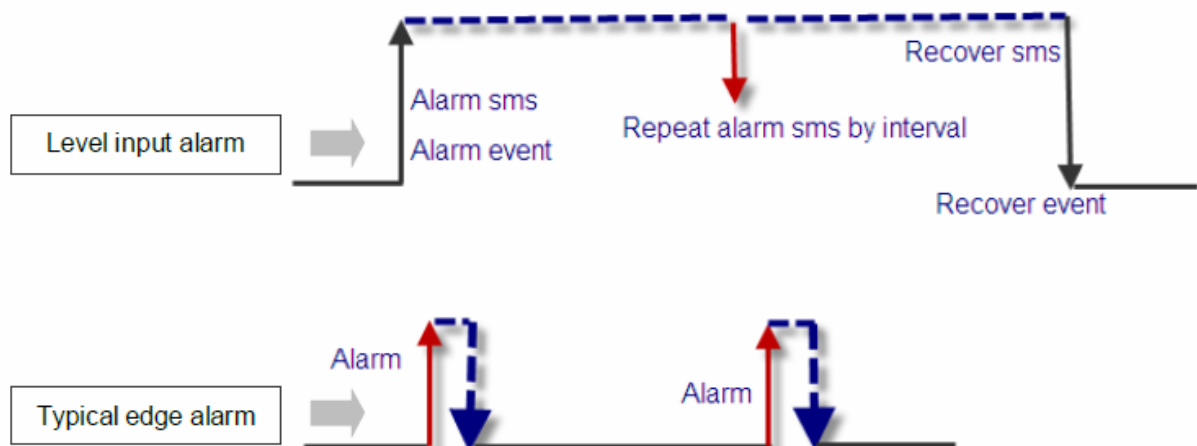 Recover sms
Alarm sms
Repeat alarm sms by interval
Level input alarm
Alarm event
Recover event
Alarm
Alarm
Typical edge alarm